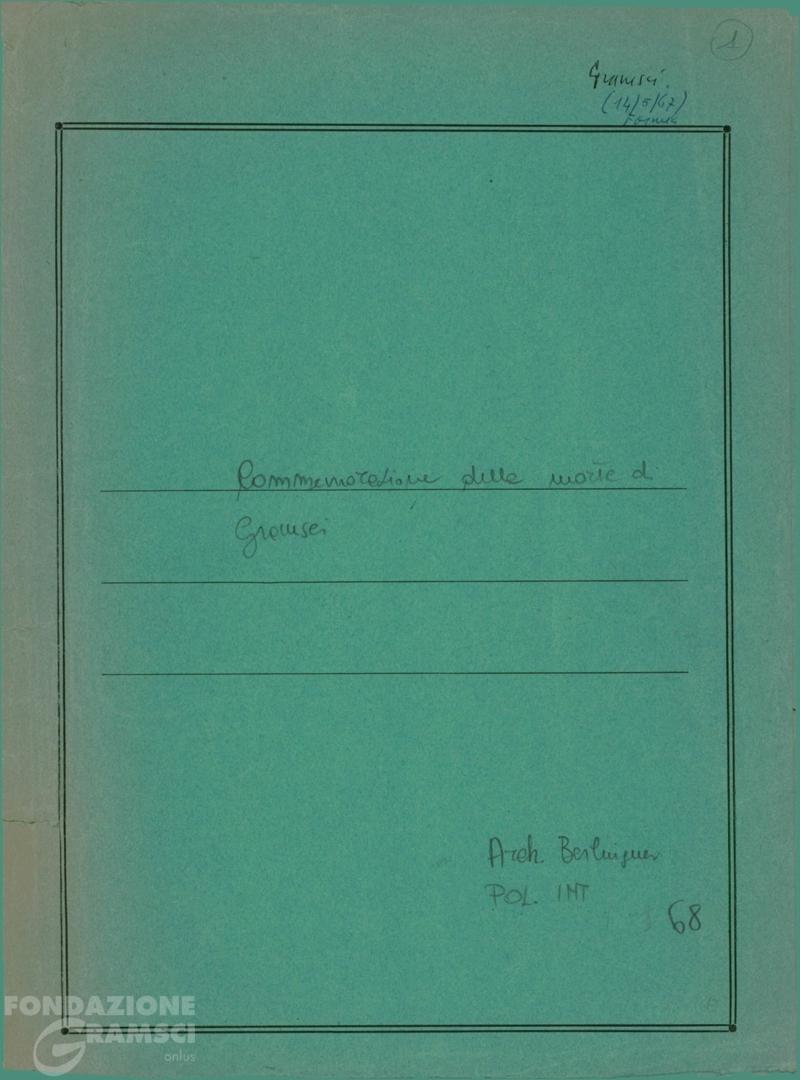 1
Gramsci
(14/5/67)
Commemorazione della morte di
Gramsci
Arch. Berlinguer
POL. INT
68
FONDAZIONE
GRAMSCI
onlus